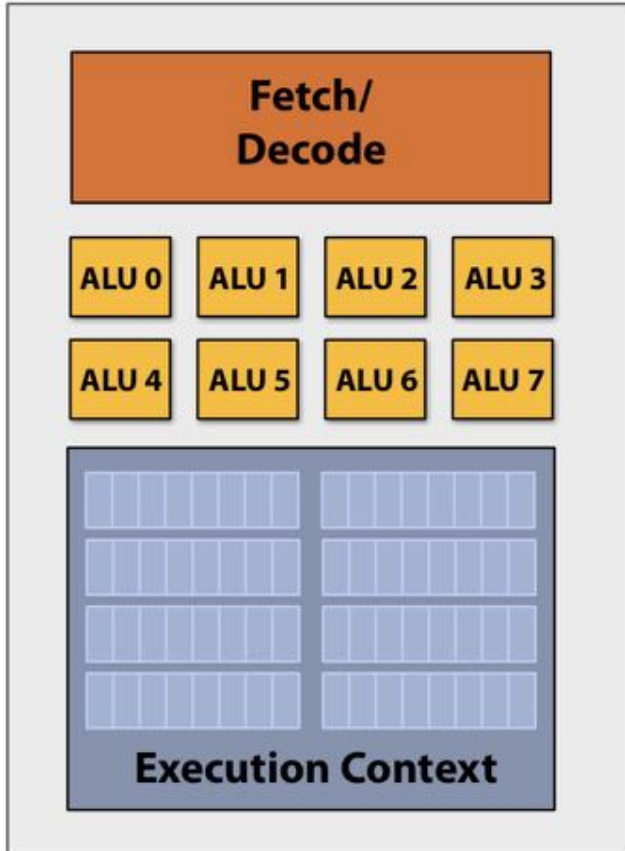 Fetch/
Decode
ALU 0 ALU 1 ALU 2 ALU 3
ALU 4 ALU 5 ALU 6 ALU 7
Execution Context